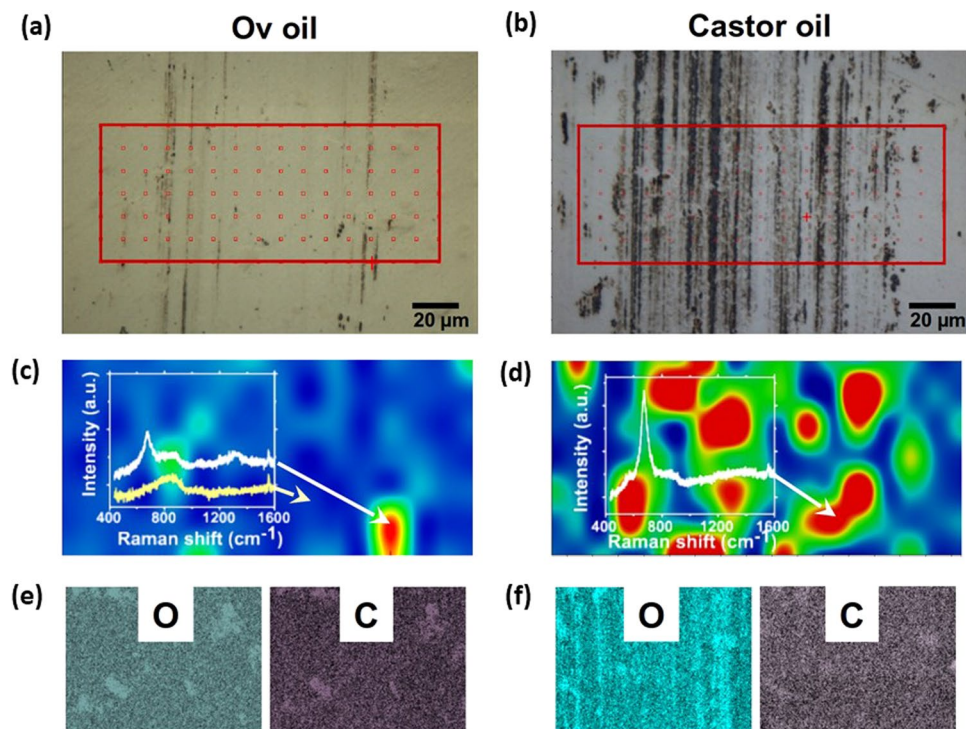 (a)
Ov oil
(b)
Castor oil
20 µm
20 µm
(c)
Intensity (a.u.)
400 800 1200 1600
Raman shift (cm⁻¹)
(d)
Intensity (a.u.)
400 800 1200 1600
Raman shift (cm⁻¹)
(e)
O
C
(f)
O
C